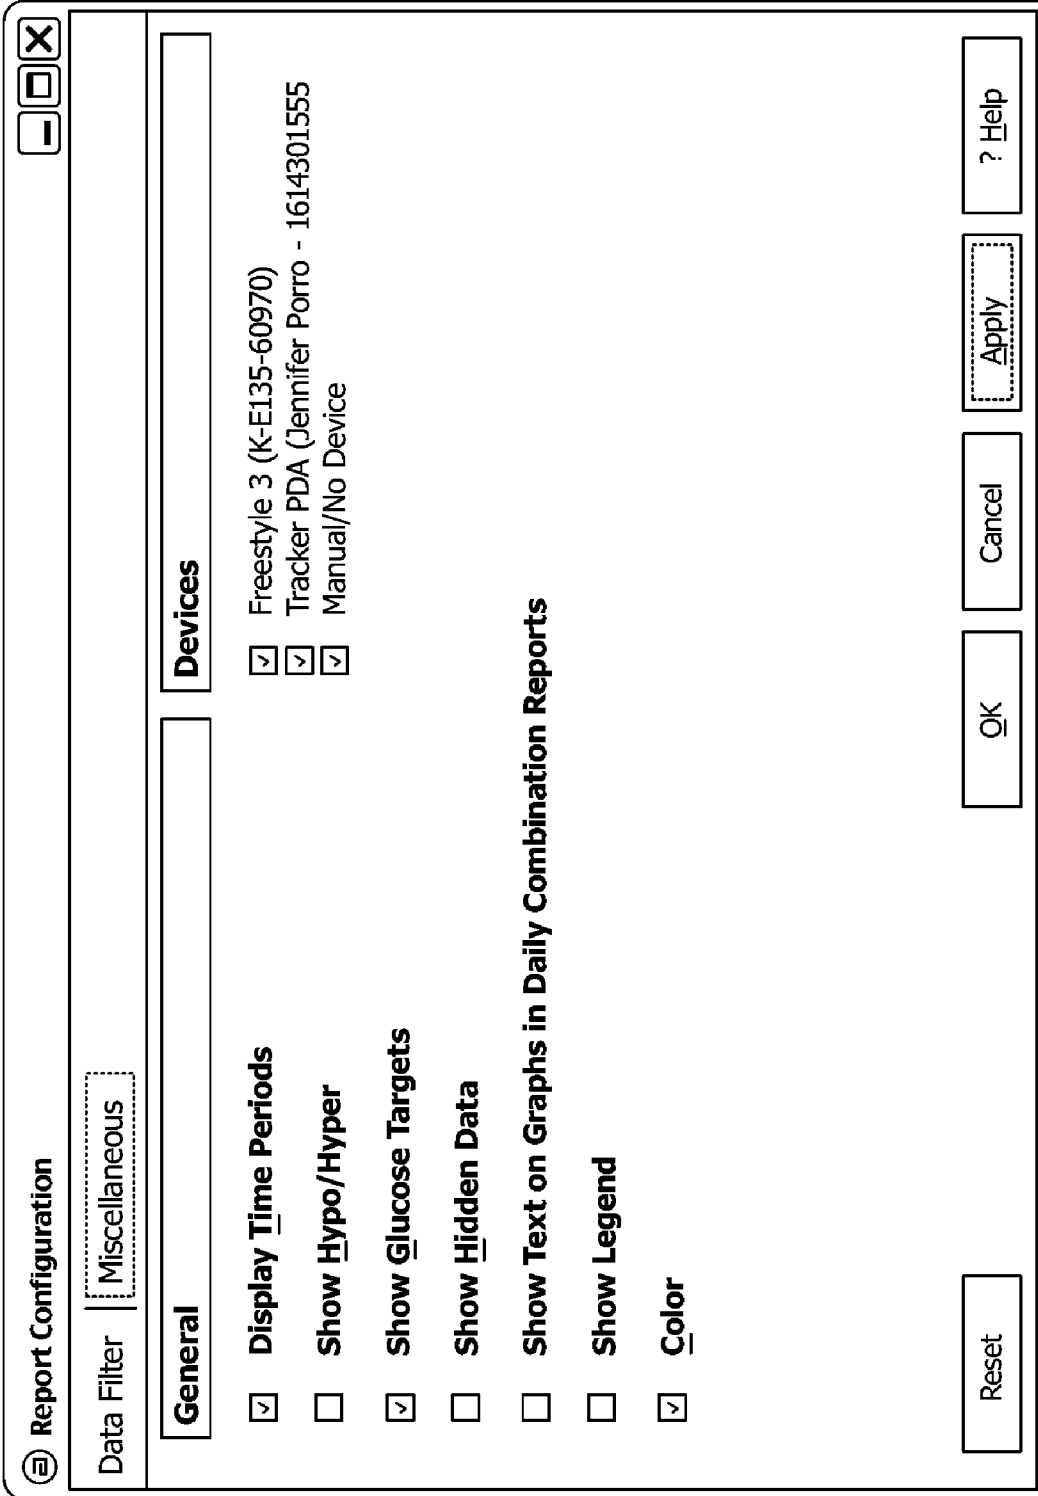 Report Configuration
Data Filter Miscellaneous
General
Display Time Periods
Show Hypo/Hyper
Show Glucose Targets
Show Hidden Data
Show Text on Graphs in Daily Combination Reports
Show Legend
Color
Devices
Freestyle 3 (K-E135-60970)
Tracker PDA (Jennifer Porro - 1614301555
Manual/No Device
Reset OK Cancel Apply ? Help